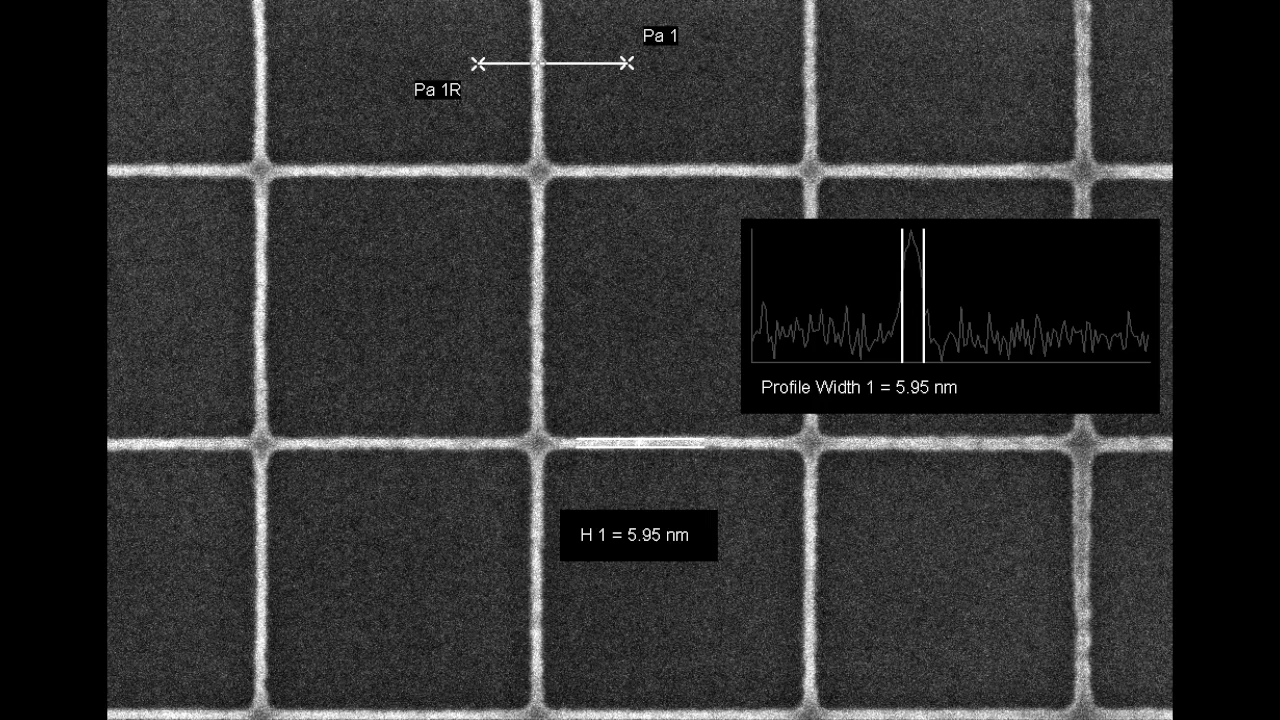 Pa 1
Pa 1R
Profile Width 1 = 5.95 nm
H 1 = 5.95 nm